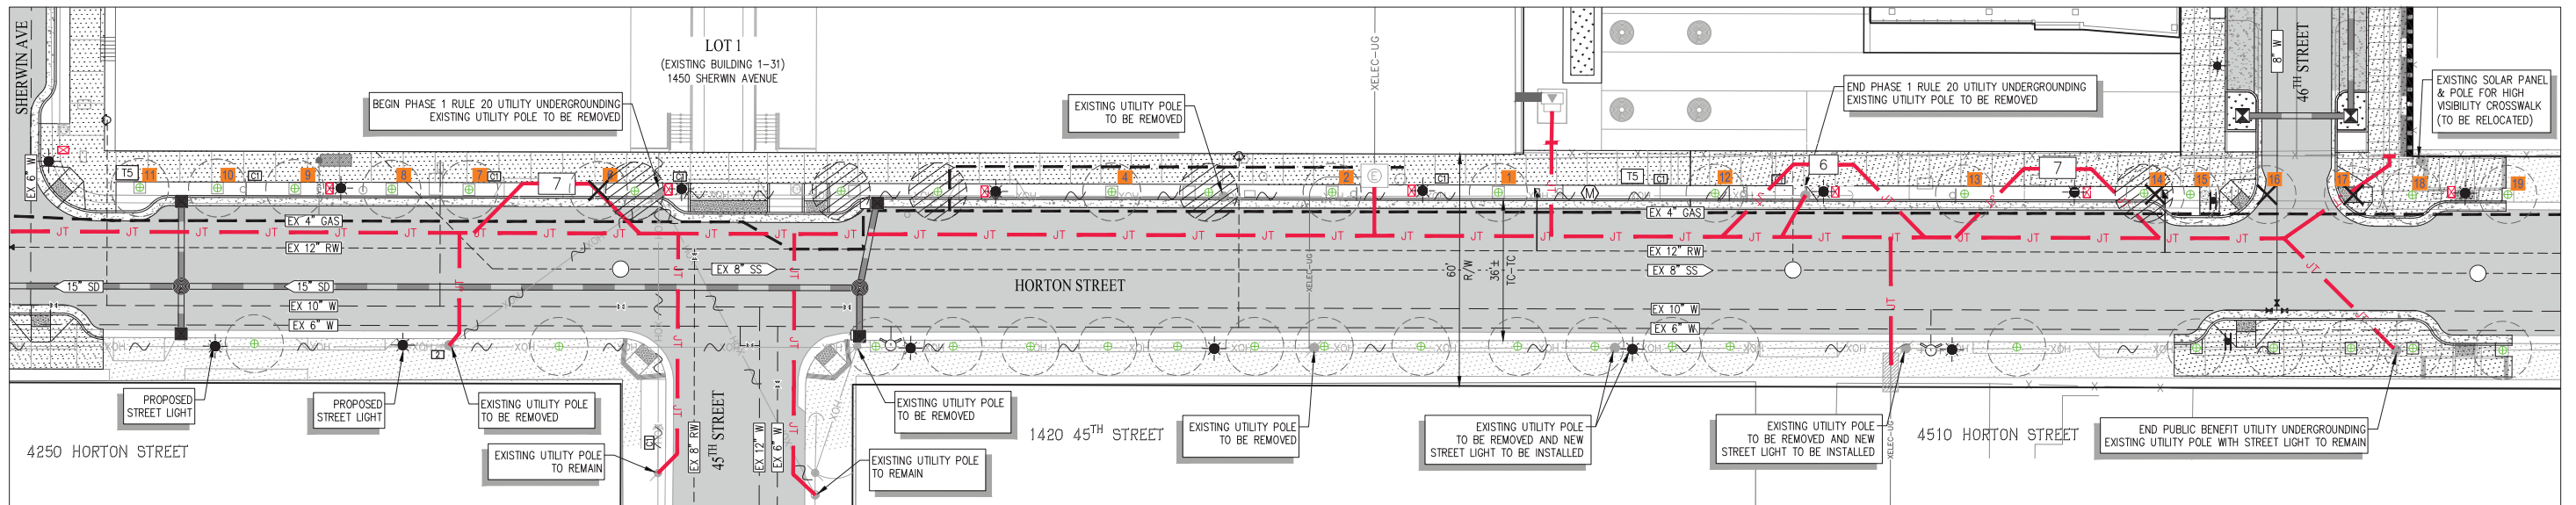 SHERWIN AVE
LOT 1
(EXISTING BUILDING 1-31)
1450 SHERWIN AVENUE
BEGIN PHASE 1 RULE 20 UTILITY UNDERGROUNDING
EXISTING UTILITY POLE TO BE REMOVED
EXISTING UTILITY POLE
TO BE REMOVED
XELEC-UG
END PHASE 1 RULE 20 UTILITY UNDERGROUNDING
EXISTING UTILITY POLE TO BE REMOVED
8" W
46TH STREET
EXISTING SOLAR PANEL
& POLE FOR HIGH
VISIBILITY CROSSWALK
(TO BE RELOCATED)
EX 6" W
T5
11
10
9
8
7
7
4
2
E
1
T5
12
6
13
7
14
15
16
17
18
19
M
EX 4" GAS
EX 4" GAS
JT
EX 12" RW
EX 12" RW
EX 8" SS
EX 8" SS
15" SD
15" SD
HORTON STREET
60'
R/W
36'±
TC-TC
XELEC-UG
EX 10" W
EX 10" W
EX 6" W
EX 6" W
XOH
2
PROPOSED
STREET LIGHT
PROPOSED
STREET LIGHT
EXISTING UTILITY POLE
TO BE REMOVED
EXISTING UTILITY POLE
TO REMAIN
EX 8" RW
45TH STREET
EX 12" W
EX 6" W
EXISTING UTILITY POLE
TO BE REMOVED
EXISTING UTILITY POLE
TO REMAIN
EXISTING UTILITY POLE
TO BE REMOVED
EXISTING UTILITY POLE
TO BE REMOVED AND NEW
STREET LIGHT TO BE INSTALLED
EXISTING UTILITY POLE
TO BE REMOVED AND NEW
STREET LIGHT TO BE INSTALLED
XELEC-UG
END PUBLIC BENEFIT UTILITY UNDERGROUNDING
EXISTING UTILITY POLE WITH STREET LIGHT TO REMAIN
4250 HORTON STREET
1420 45TH STREET
4510 HORTON STREET